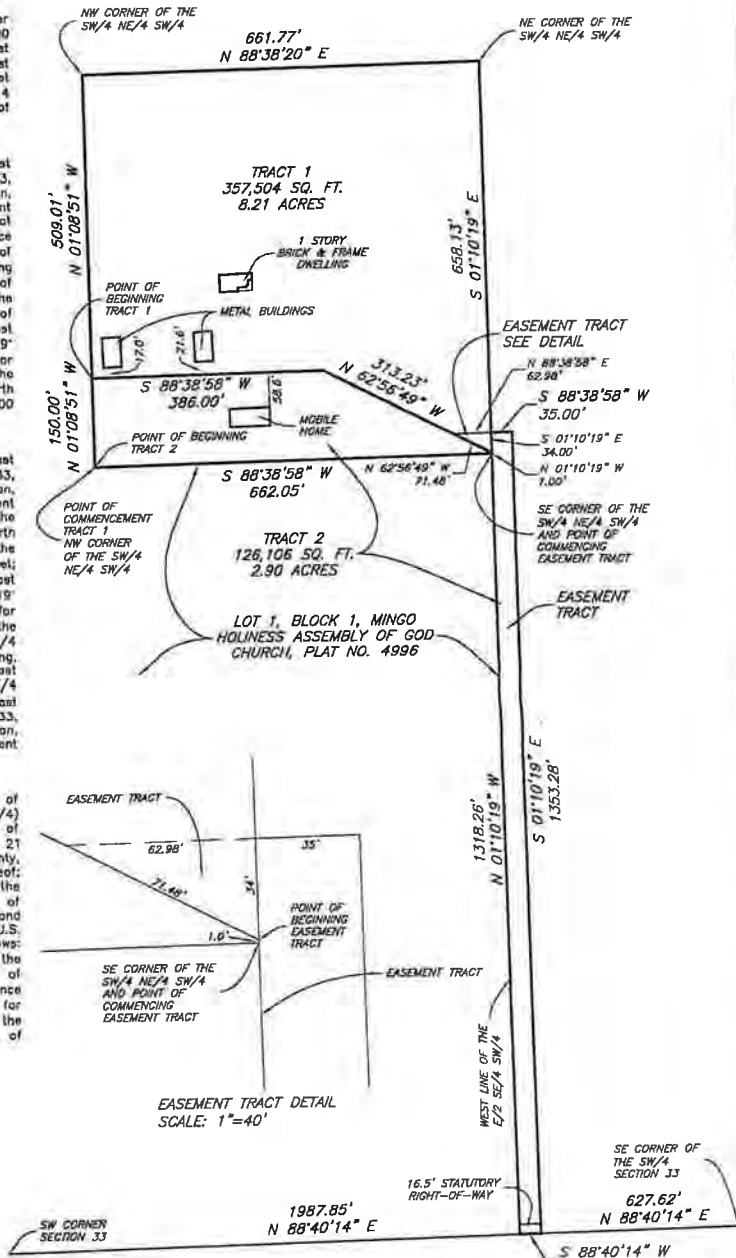 NW CORNER OF THE
SW/4 NE/4 SW/4
661.77'
N 88°38'20" E
NE CORNER OF THE
SW/4 NE/4 SW/4
TRACT 1
357,504 SQ. FT.
8.21 ACRES
509.01'
N 01°08'51" W
658.13'
S 01°10'19" E
1 STORY
BRICK & FRAME
DWELLING
POINT OF
BEGINNING
TRACT 1
METAL BUILDINGS
17.0'
21.6'
EASEMENT TRACT
SEE DETAIL
N 88°38'58" E
62.98'
S 88°38'58" W
35.00'
S 88°38'58" W
386.00'
313.23'
N 62°56'49" W
58.6'
MOBILE
HOME
150.00'
N 01°08'51" W
S 01°10'19" E
34.00'
N 01°10'19" W
1.00'
POINT OF BEGINNING
TRACT 2
N 62°56'49" W
71.48'
S 88°38'58" W
662.05'
POINT OF
COMMENCEMENT
TRACT 1
NW CORNER
OF THE SW/4
NE/4 SW/4
SE CORNER OF THE
SW/4 NE/4 SW/4
AND POINT OF
COMMENCING
EASEMENT TRACT
TRACT 2
126,106 SQ. FT.
2.90 ACRES
EASEMENT
TRACT
LOT 1, BLOCK 1, MINGO
HOLINESS ASSEMBLY OF GOD
CHURCH, PLAT NO. 4996
1318.26'
N 01°10'19" W
S 01°10'19" E
1353.28'
EASEMENT TRACT
62.98'
35'
71.48'
34'
1.0'
POINT OF
BEGINNING
EASEMENT
TRACT
SE CORNER OF THE
SW/4 NE/4 SW/4
AND POINT OF
COMMENCING
EASEMENT TRACT
EASEMENT TRACT
WEST LINE OF THE
E/2 SE/4 SW/4
EASEMENT TRACT DETAIL
SCALE: 1"=40'
16.5' STATUTORY
RIGHT-OF-WAY
SE CORNER OF
THE SW/4
SECTION 33
SW CORNER
SECTION 33
1987.85'
N 88°40'14" E
627.62'
N 88°40'14" E
S 88°40'14" W